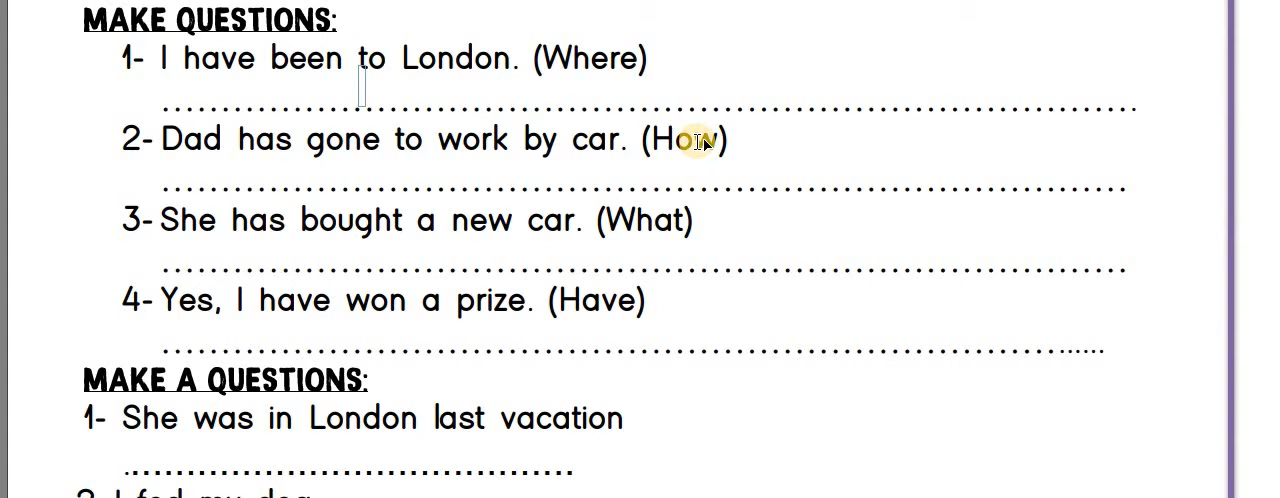 MAKE QUESTIONS:
1- I have been to London. (Where)
................................................................................
2- Dad has gone to work by car. (How)
................................................................................
3- She has bought a new car. (What)
................................................................................
4- Yes, I have won a prize. (Have)
................................................................................
MAKE A QUESTIONS:
1- She was in London last vacation
.......................................